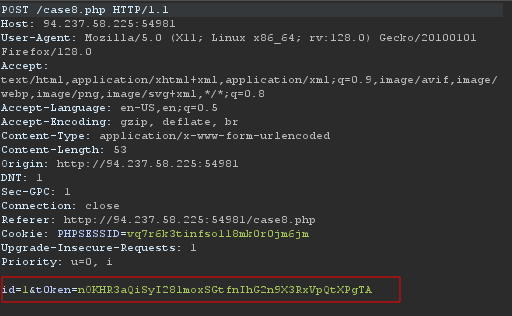 POST /case8.php HTTP/1.1
Host: 94.237.58.225:54981
User-Agent: Mozilla/5.0 (X11; Linux x86_64; rv:128.0) Gecko/20100101
Firefox/128.0
Accept:
text/html,application/xhtml+xml,application/xml;q=0.9,image/avif,image/
webp,image/png,image/svg+xml,*/*;q=0.8
Accept-Language: en-US,en;q=0.5
Accept-Encoding: gzip, deflate, br
Content-Type: application/x-www-form-urlencoded
Content-Length: 53
Origin: http://94.237.58.225:54981
DNT: 1
Sec-GPC: 1
Connection: close
Referer: http://94.237.58.225:54981/case8.php
Cookie: PHPSESSID=vq7r6k3tinfsoll8mk0r0jm6jm
Upgrade-Insecure-Requests: 1
Priority: u=0, i
id=1&t0ken=n0KHR3aQiSyI28lmoxSGtfnIhG2n9X3RxVpQtXPgTA